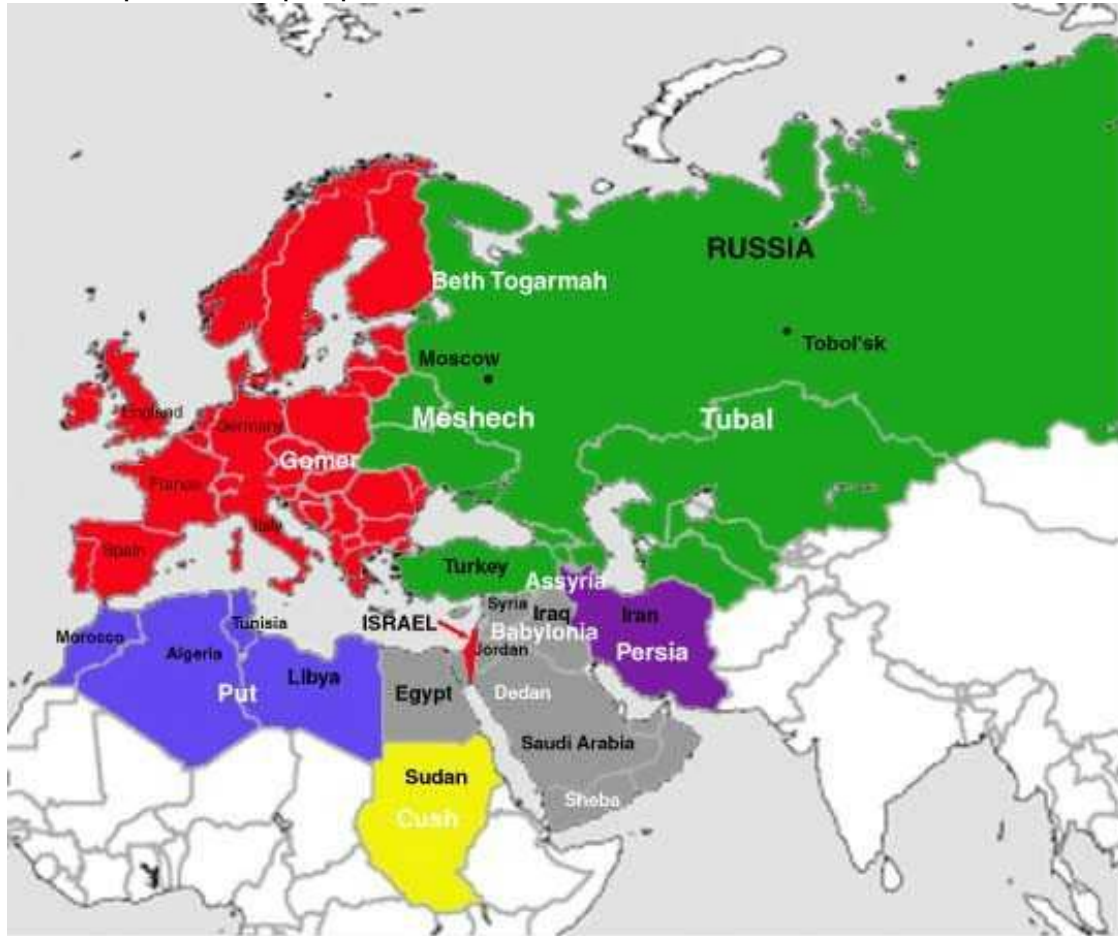 RUSSIA
Beth Togarmah
Tobol'sk
Moscow
England
Meshech
Tubal
Germany
Gomer
France
Italy
Spain
Turkey
Assyria
Syria
Iraq
Iran
ISRAEL
Tunisia
Babylonia
Morocco
Jordan
Persia
Algeria
Libya
Put
Egypt
Dedan
Saudi Arabia
Sudan
Sheba
Cush